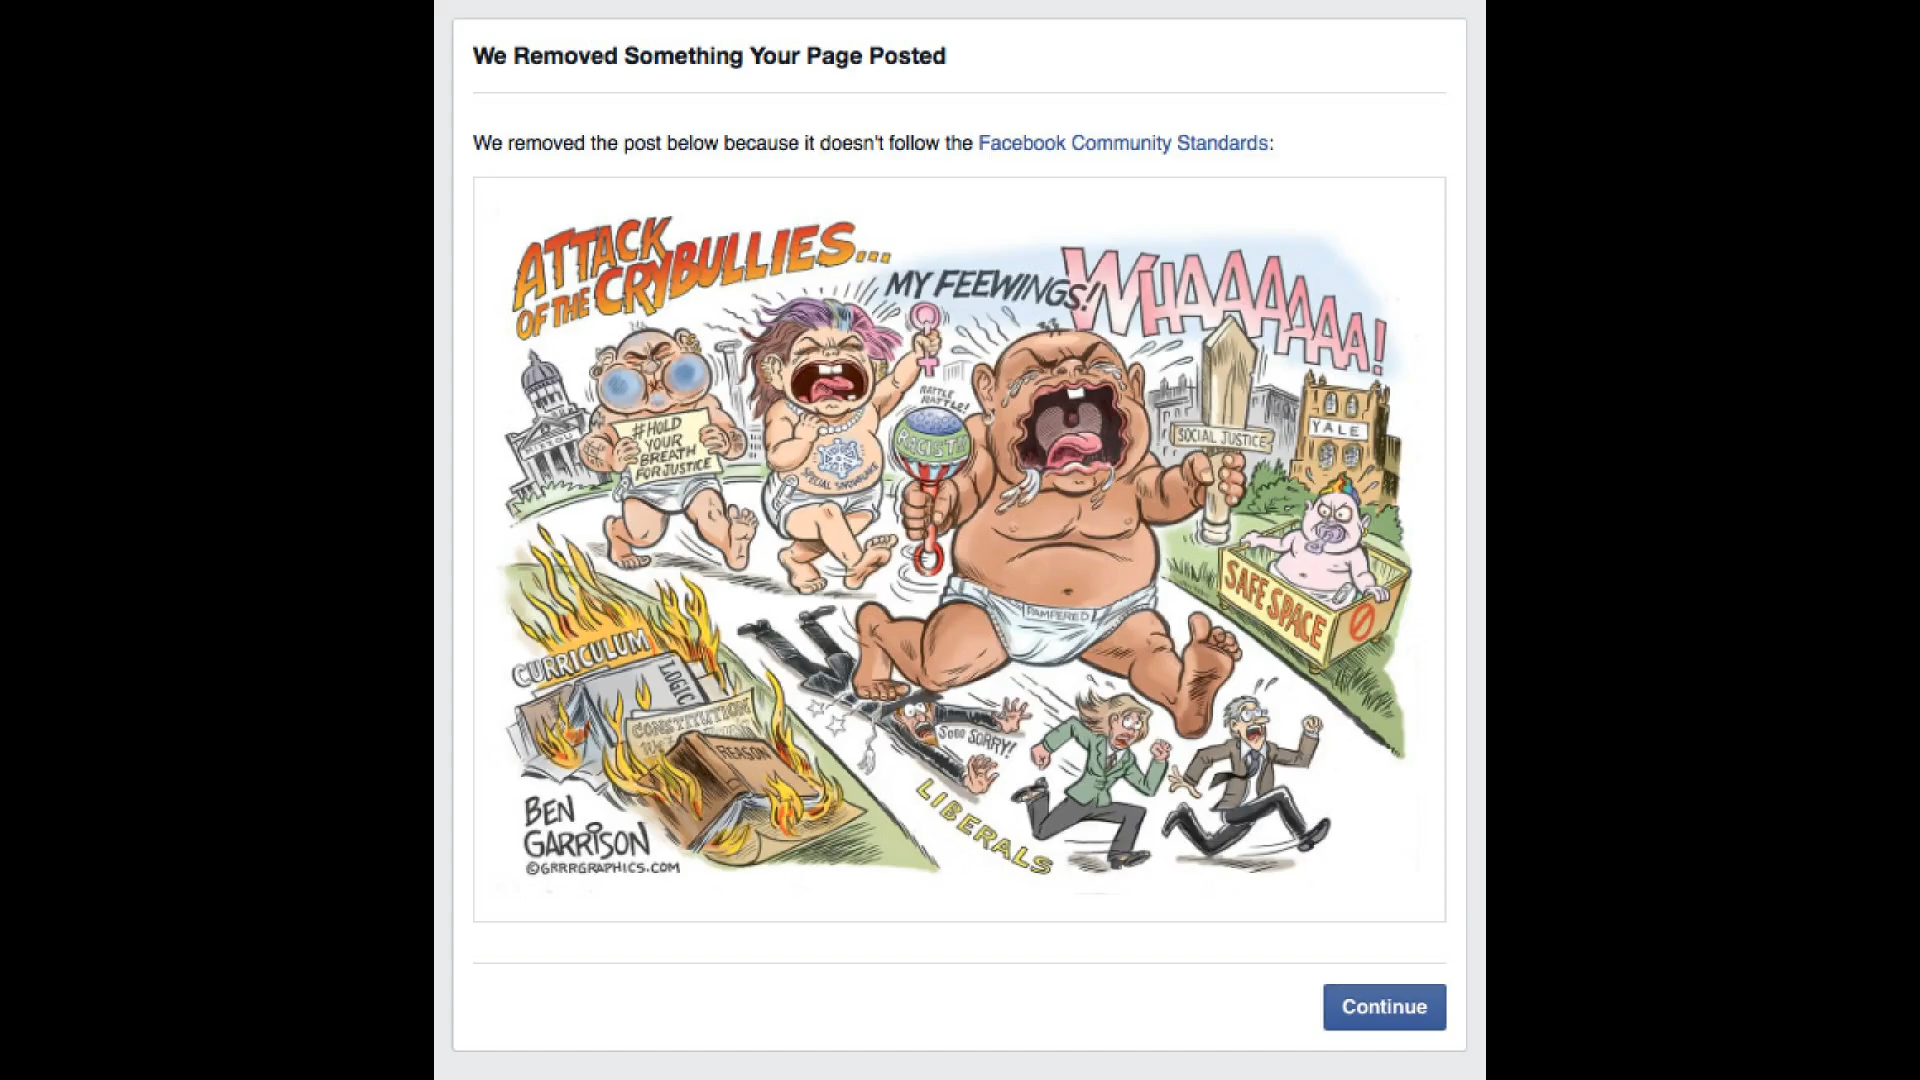 We Removed Something Your Page Posted
We removed the post below because it doesn't follow the Facebook Community Standards:
ATTACK
OF THE CRYBULLIES...
MY FEEWINGS!
WHAAAAAAA!
MIZZOU
#HOLD
YOUR
BREATH
FOR JUSTICE
SPECIAL SNOWFLAKE
RATTLE
RATTLE!
RACIST!
SOCIAL JUSTICE
YALE
SAFE SPACE
PAMPERED
CURRICULUM
LOGIC
CONSTITUTION
REASON
SOOO SORRY!
LIBERALS
BEN
GARRISON
©GRRRGRAPHICS.COM
Continue